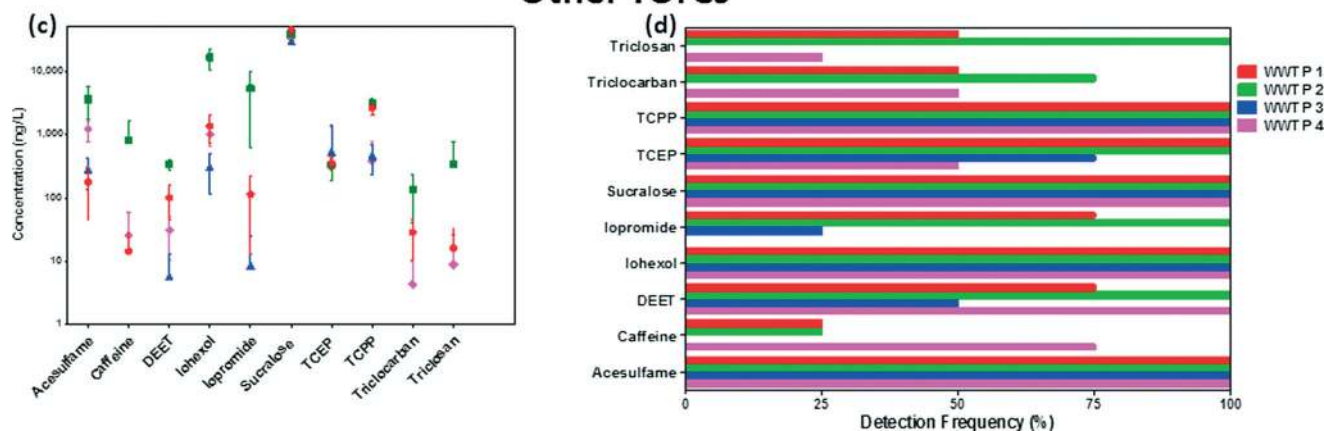 (c)
Concentration (ng/L)
10,000
1,000
100
10
1
Acesulfame
Caffeine
DEET
Iohexol
Iopromide
Sucralose
TCEP
TCPP
Triclocarban
Triclosan
(d)
Triclosan
Triclocarban
TCPP
TCEP
Sucralose
Iopromide
Iohexol
DEET
Caffeine
Acesulfame
0 25 50 75 100
Detection Frequency (%)
WWTP 1
WWTP 2
WWTP 3
WWTP 4